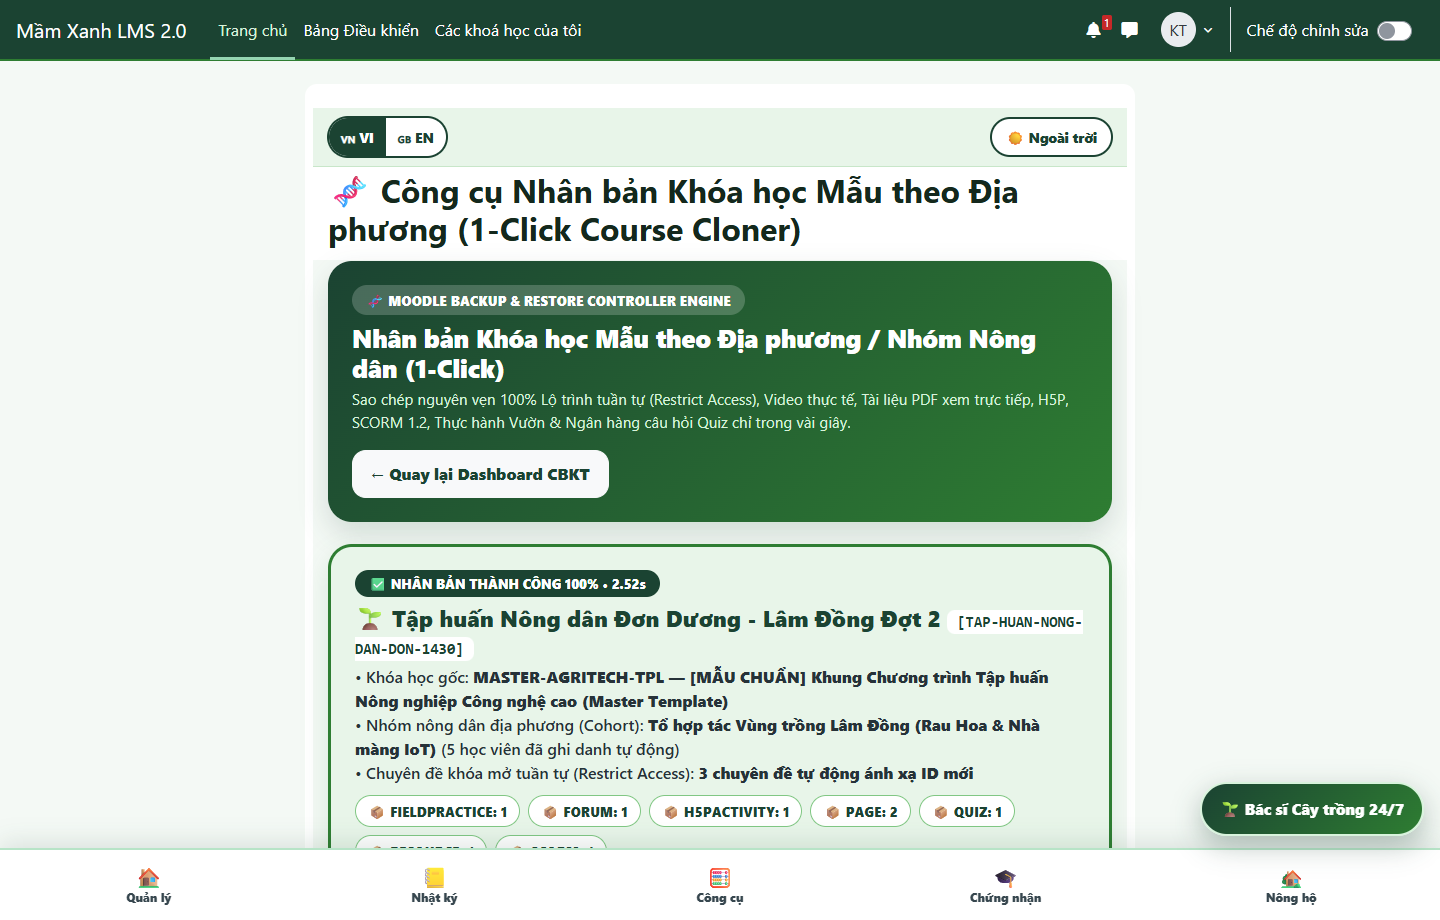 Mầm Xanh LMS 2.0 Trang chủ Bảng Điều khiển Các khoá học của tôi 1 KT Chế độ chỉnh sửa
VN VI GB EN Ngoài trời
Công cụ Nhân bản Khóa học Mẫu theo Địa
phương (1-Click Course Cloner)
MOODLE BACKUP & RESTORE CONTROLLER ENGINE
Nhân bản Khóa học Mẫu theo Địa phương / Nhóm Nông
dân (1-Click)
Sao chép nguyên vẹn 100% Lộ trình tuần tự (Restrict Access), Video thực tế, Tài liệu PDF xem trực tiếp, H5P,
SCORM 1.2, Thực hành Vườn & Ngân hàng câu hỏi Quiz chỉ trong vài giây.
← Quay lại Dashboard CBKT
NHÂN BẢN THÀNH CÔNG 100% • 2.52s
Tập huấn Nông dân Đơn Dương - Lâm Đồng Đợt 2 [TAP-HUAN-NONG-
DAN-DON-1430]
• Khóa học gốc: MASTER-AGRITECH-TPL — [MẪU CHUẨN] Khung Chương trình Tập huấn
Nông nghiệp Công nghệ cao (Master Template)
• Nhóm nông dân địa phương (Cohort): Tổ hợp tác Vùng trồng Lâm Đồng (Rau Hoa & Nhà
màng IoT) (5 học viên đã ghi danh tự động)
• Chuyên đề khóa mở tuần tự (Restrict Access): 3 chuyên đề tự động ánh xạ ID mới
FIELDPRACTICE: 1 FORUM: 1 H5PACTIVITY: 1 PAGE: 2 QUIZ: 1
Bác sĩ Cây trồng 24/7
Quản lý Nhật ký Công cụ Chứng nhận Nông hộ